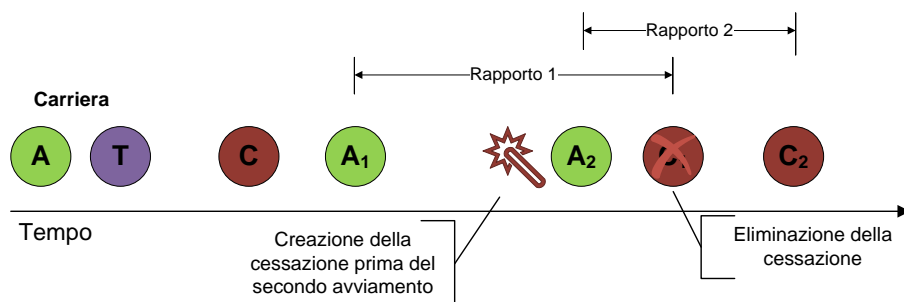 Rapporto 2
Rapporto 1
Carriera
A
T
C
A₁
A₂
C₂
Tempo
Creazione della
cessazione prima del
secondo avviamento
Eliminazione della
cessazione